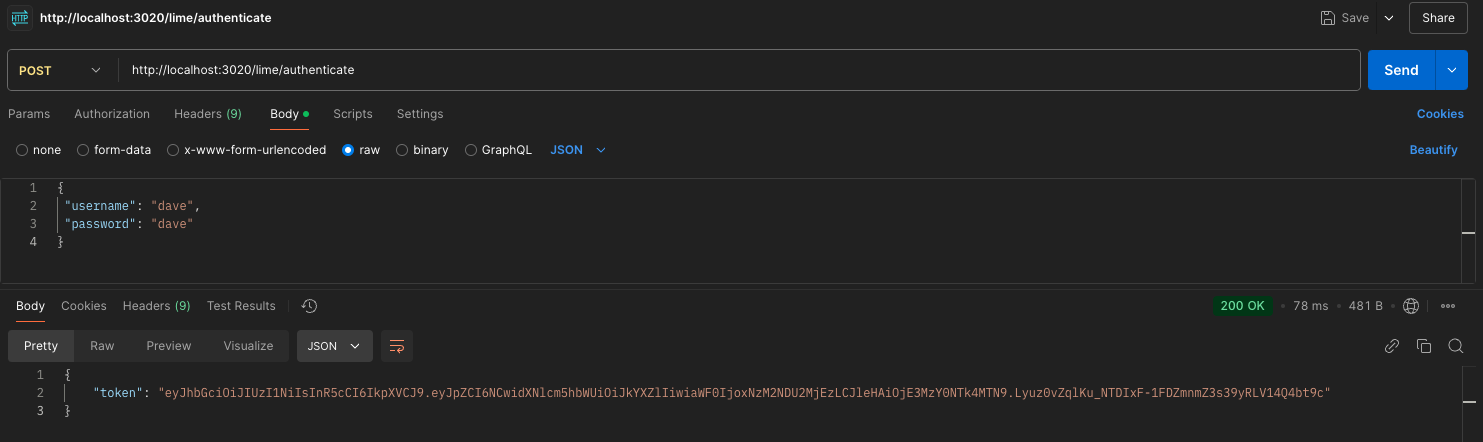 HTTP http://localhost:3020/lime/authenticate Save Share
POST http://localhost:3020/lime/authenticate Send
Params Authorization Headers (9) Body Scripts Settings Cookies
none form-data x-www-form-urlencoded raw binary GraphQL JSON Beautify
1 {
2 "username": "dave",
3 "password": "dave"
4 }
Body Cookies Headers (9) Test Results 200 OK • 78 ms • 481 B •
Pretty Raw Preview Visualize JSON
1 {
2 "token": "eyJhbGciOiJIUzI1NiIsInR5cCI6IkpXVCJ9.eyJpZCI6NCwidXNlcm5hbWUiOiJkYXZlIiwiaWF0IjoxNzM2NDU2MjEzLCJleHAiOjE3MzY0NTk4MTN9.Lyuz0vZqlKu_NTDIxF-1FDZmnmZ3s39yRLV14Q4bt9c"
3 }